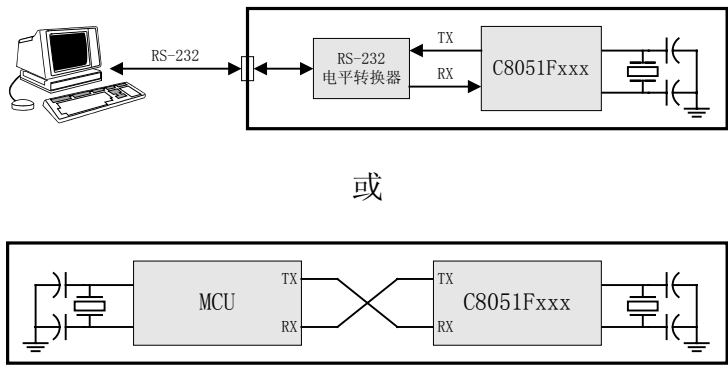 RS-232
RS-232
电平转换器
TX
RX
C8051Fxxx
或
MCU
TX
RX
TX
RX
C8051Fxxx